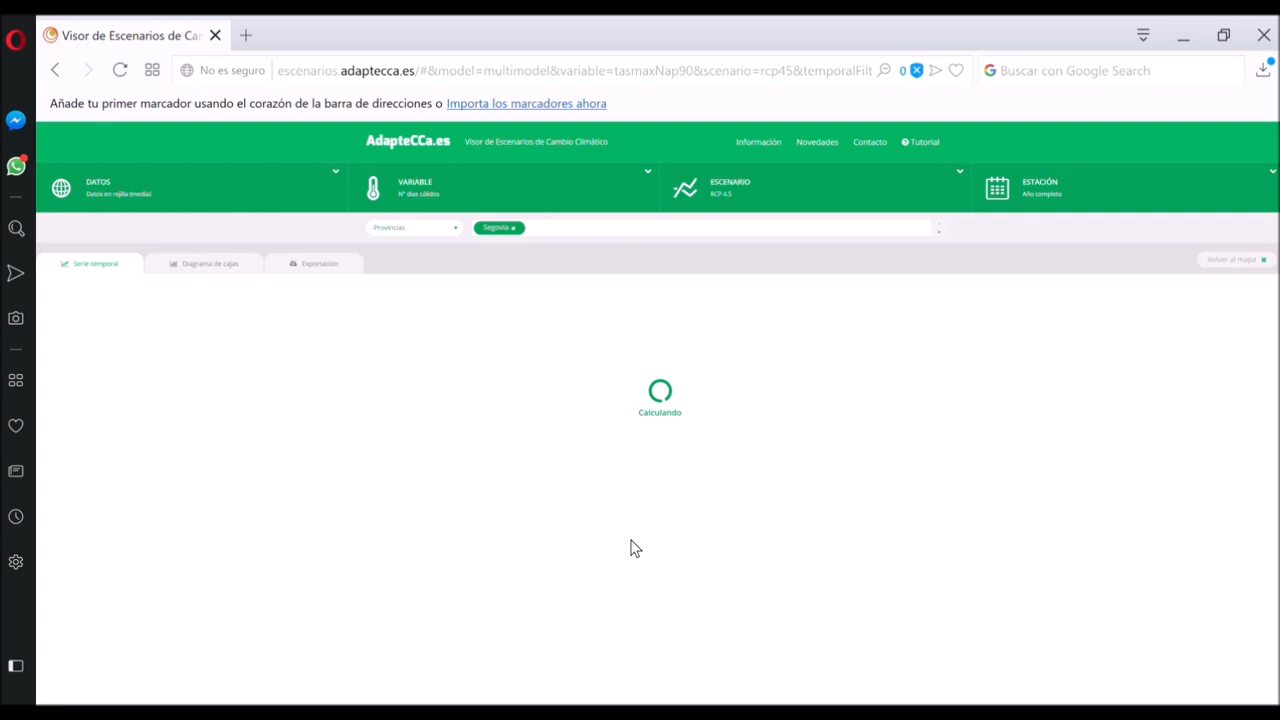 Visor de Escenarios de Ca
No es seguro
escenarios.adaptecca.es/#&model=multimodel&variable=tasmaxNap90&scenario=rcp45&temporalFilt
0
Buscar con Google Search
Añade tu primer marcador usando el corazón de la barra de direcciones o Importa los marcadores ahora
AdapteCCa.es
Visor de Escenarios de Cambio Climático
Información
Novedades
Contacto
Tutorial
DATOS
Datos en rejilla (media)
VARIABLE
Nº días cálidos
ESCENARIO
RCP 4.5
ESTACIÓN
Año completo
Provincias
Segovia
Serie temporal
Diagrama de cajas
Exportación
Volver al mapa
Calculando